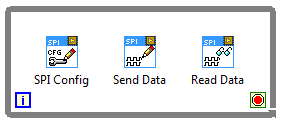 SPI SPI SPI
CFG
SPI Config Send Data Read Data
i